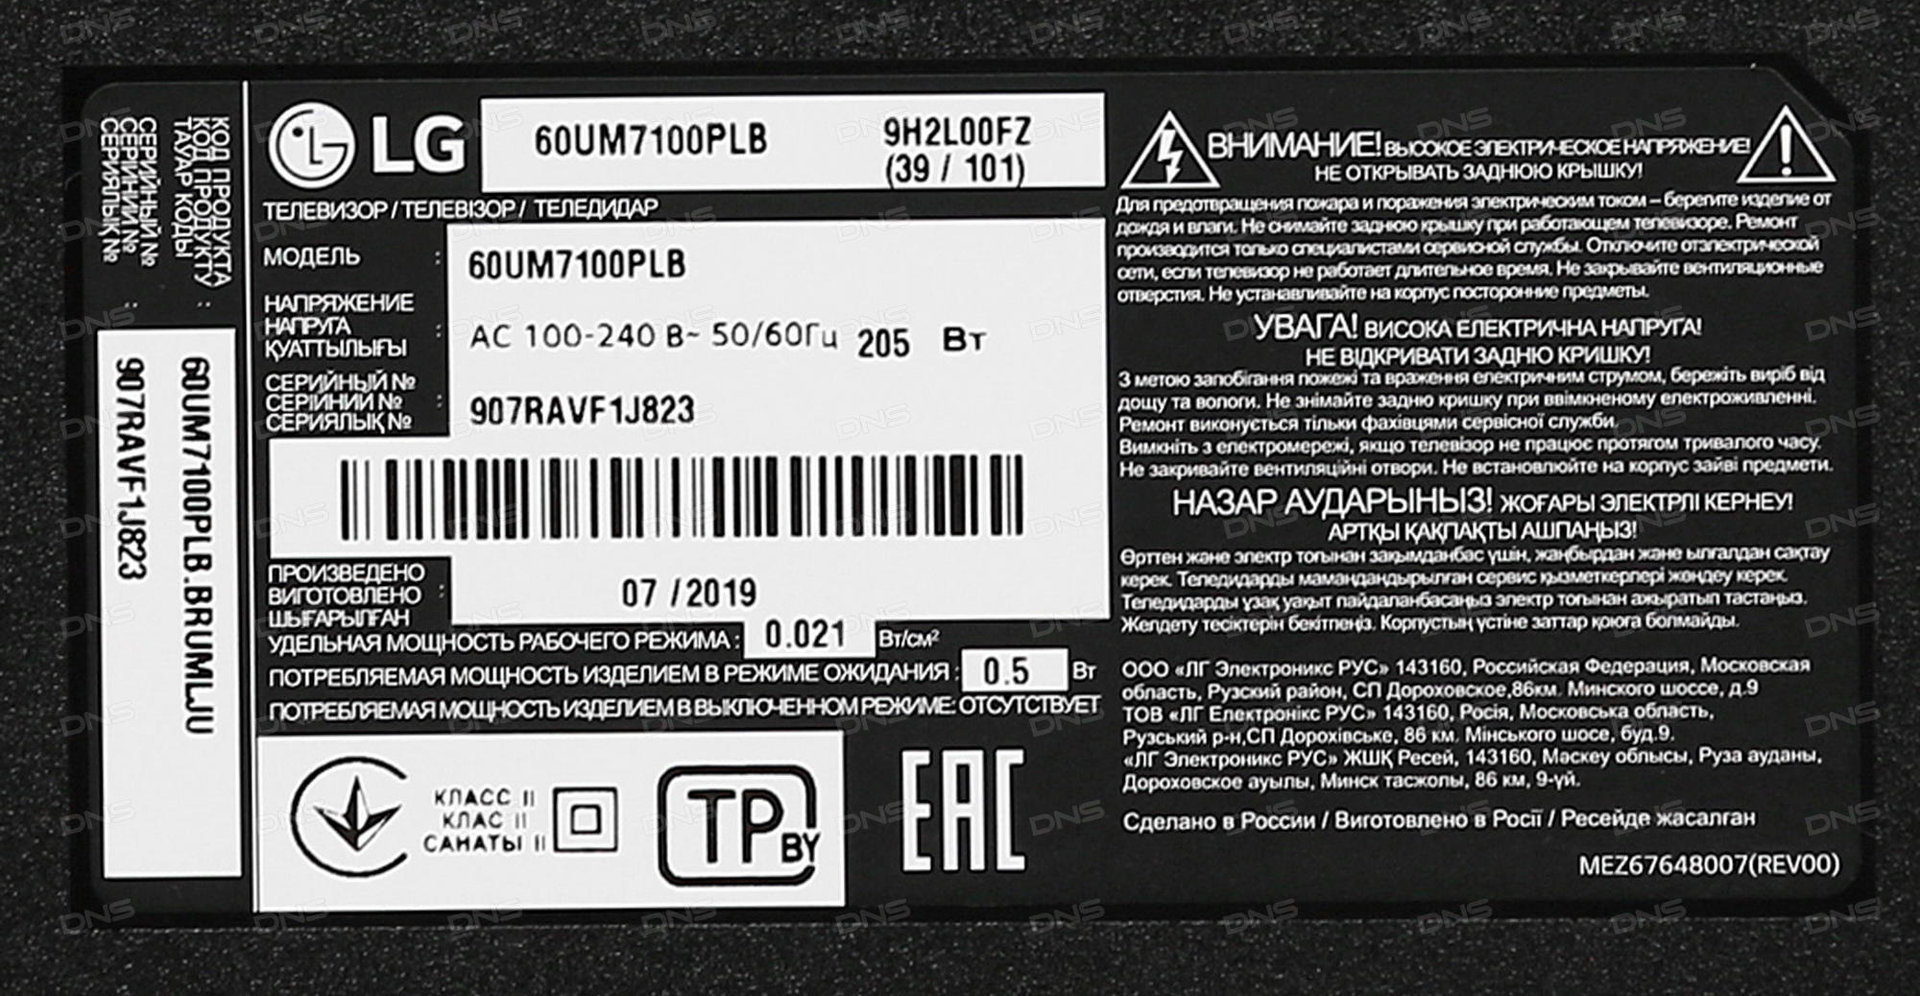 КОД ПРОДУКТА
КОД ПРОДУКТУ :
ТАУАР КОДЫ
СЕРИЙНЫЙ №
СЕРІЙНИЙ № :
СЕРИЯЛЫҚ №
60UM7100PLB.BRUMLJU
907RAVF1J823
LG
60UM7100PLB 9H2L00FZ
(39 / 101)
ТЕЛЕВИЗОР / ТЕЛЕВІЗОР / ТЕЛЕДИДАР
МОДЕЛЬ : 60UM7100PLB
НАПРЯЖЕНИЕ
НАПРУГА : AC 100-240 В~ 50/60Гц 205 Вт
ҚУАТТЫЛЫҒЫ
СЕРИЙНЫЙ №
СЕРІЙНИЙ № : 907RAVF1J823
СЕРИЯЛЫҚ №
ПРОИЗВЕДЕНО
ВИГОТОВЛЕНО : 07 / 2019
ШЫҒАРЫЛҒАН
УДЕЛЬНАЯ МОЩНОСТЬ РАБОЧЕГО РЕЖИМА : 0.021 Вт/см²
ПОТРЕБЛЯЕМАЯ МОЩНОСТЬ ИЗДЕЛИЕМ В РЕЖИМЕ ОЖИДАНИЯ : 0.5 Вт
ПОТРЕБЛЯЕМАЯ МОЩНОСТЬ ИЗДЕЛИЕМ В ВЫКЛЮЧЕННОМ РЕЖИМЕ: ОТСУТСТВУЕТ
КЛАСС II
КЛАС II
САНАТЫ II
TP BY
EAC
ВНИМАНИЕ! ВЫСОКОЕ ЭЛЕКТРИЧЕСКОЕ НАПРЯЖЕНИЕ!
НЕ ОТКРЫВАТЬ ЗАДНЮЮ КРЫШКУ!
Для предотвращения пожара и поражения электрическим током – берегите изделие от
дождя и влаги. Не снимайте заднюю крышку при работающем телевизоре. Ремонт
производится только специалистами сервисной службы. Отключите отэлектрической
сети, если телевизор не работает длительное время. Не закрывайте вентиляционные
отверстия. Не устанавливайте на корпус посторонние предметы.
УВАГА! ВИСОКА ЕЛЕКТРИЧНА НАПРУГА!
НЕ ВІДКРИВАТИ ЗАДНЮ КРИШКУ!
З метою запобігання пожежі та враження електричним струмом, бережіть виріб від
дощу та вологи. Не знімайте задню кришку при ввімкненому електроживленні.
Ремонт виконується тільки фахівцями сервісної служби.
Вимкніть з електромережі, якщо телевізор не працює протягом тривалого часу.
Не закривайте вентиляційні отвори. Не встановлюйте на корпус зайві предмети.
НАЗАР АУДАРЫНЫЗ! ЖОҒАРЫ ЭЛЕКТРЛІ КЕРНЕУ!
АРТҚЫ ҚАҚПАҚТЫ АШПАҢЫЗ!
Өрттен және электр тоғынан зақымданбас үшін, жаңбырдан және ылғалдан сақтау
керек. Теледидарды мамандандырылған сервис қызметкерлері жөндеу керек.
Теледидарды ұзақ уақыт пайдаланбасаңыз электр тоғынан ажыратып тастаңыз.
Желдету тесіктерін бекітпеңіз. Корпустың үстіне заттар қоюға болмайды.
ООО «ЛГ Электроникс РУС» 143160, Российская Федерация, Московская
область, Рузский район, СП Дороховское,86км. Минского шоссе, д.9
ТОВ «ЛГ Електронікс РУС» 143160, Росія, Московська область,
Рузський р-н,СП Дорохівське, 86 км. Мінського шосе, буд.9.
«ЛГ Электроникс РУС» ЖШҚ Ресей, 143160, Мәскеу облысы, Руза ауданы,
Дороховское ауылы, Минск тасжолы, 86 км, 9-үй.
Сделано в России / Виготовлено в Росії / Ресейде жасалған
MEZ67648007(REV00)